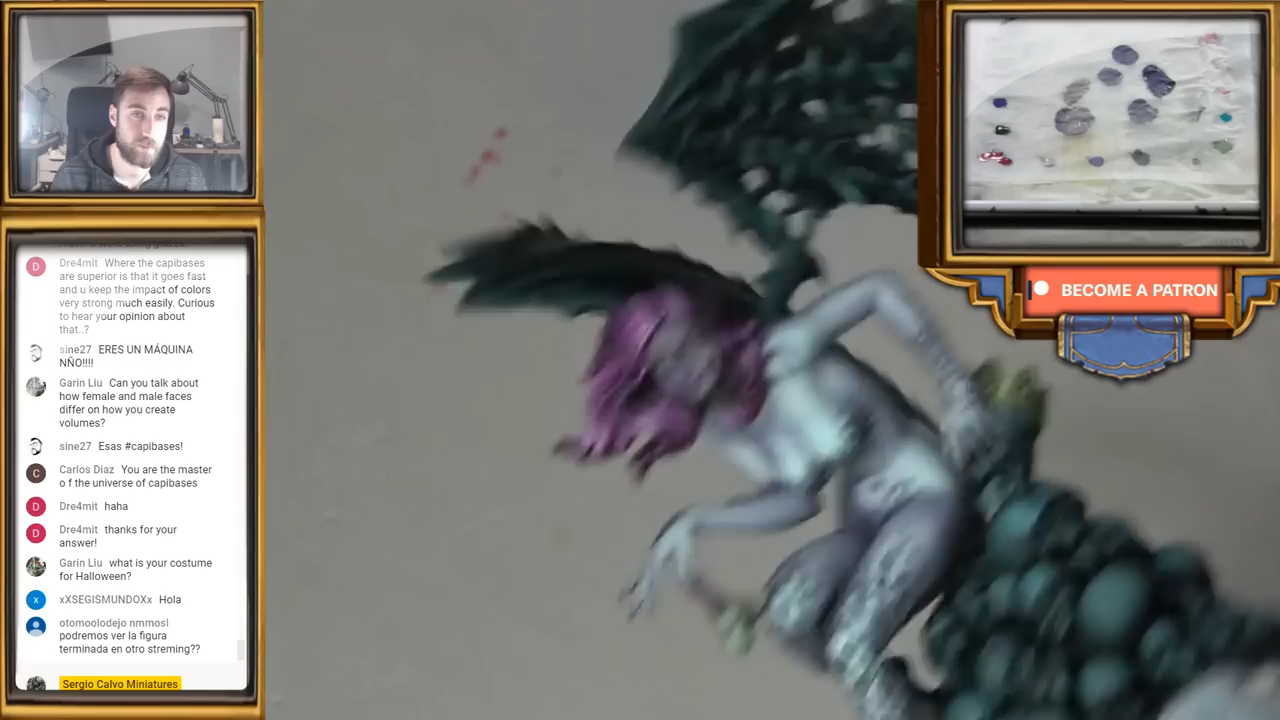 Dre4mit Where the capibases
are superior is that it goes fast
and u keep the impact of colors
very strong much easily. Curious
to hear your opinion about
that..?
sine27 ERES UN MÁQUINA
NÑO!!!!
Garin Liu Can you talk about
how female and male faces
differ on how you create
volumes?
sine27 Esas #capibases!
Carlos Diaz You are the master
o f the universe of capibases
Dre4mit haha
Dre4mit thanks for your
answer!
Garin Liu what is your costume
for Halloween?
xXSEGISMUNDOXx Hola
otomoolodejo nmmosl
podremos ver la figura
terminada en otro streming??
Sergio Calvo Miniatures
BECOME A PATRON